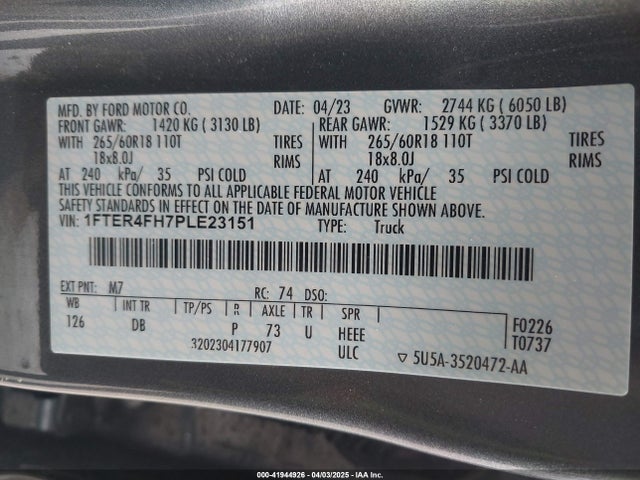 MFD. BY FORD MOTOR CO. DATE: 04/23 GVWR: 2744 KG ( 6050 LB)
FRONT GAWR: 1420 KG ( 3130 LB) REAR GAWR: 1529 KG ( 3370 LB)
WITH 265/60R18 110T TIRES WITH 265/60R18 110T TIRES
18x8.0J RIMS 18x8.0J RIMS
AT 240 kPa/ 35 PSI COLD AT 240 kPa/ 35 PSI COLD
THIS VEHICLE CONFORMS TO ALL APPLICABLE FEDERAL MOTOR VEHICLE
SAFETY STANDARDS IN EFFECT ON THE DATE OF MANUFACTURE SHOWN ABOVE.
VIN: 1FTER4FH7PLE23151 TYPE: Truck
EXT PNT: M7 RC: 74 DSO:
WB INT TR TP/PS R AXLE TR SPR F0226
126 DB P 73 U HEEE T0737
3202304177907 ULC ▽ 5U5A-3520472-AA
000-41944926 - 04/03/2025 - IAA Inc.